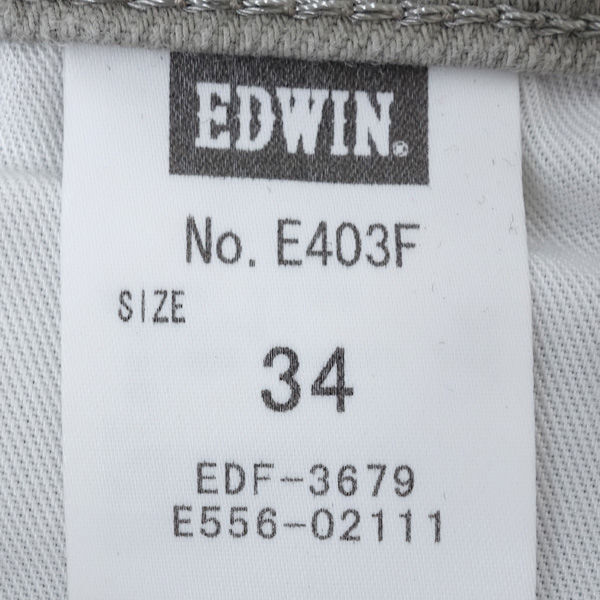 EDWIN®
No. E403F
SIZE
34
EDF-3679
E556-02111